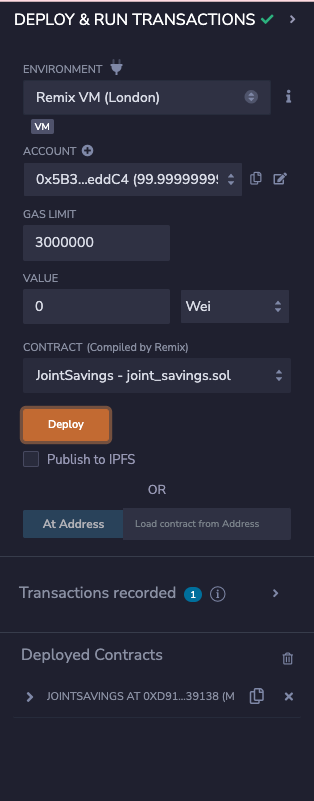 DEPLOY & RUN TRANSACTIONS
ENVIRONMENT
Remix VM (London)
VM
ACCOUNT
0x5B3...eddC4 (99.9999999
GAS LIMIT
3000000
VALUE
0 Wei
CONTRACT (Compiled by Remix)
JointSavings - joint_savings.sol
Deploy
Publish to IPFS
OR
At Address Load contract from Address
Transactions recorded 1
Deployed Contracts
JOINTSAVINGS AT 0XD91...39138 (M